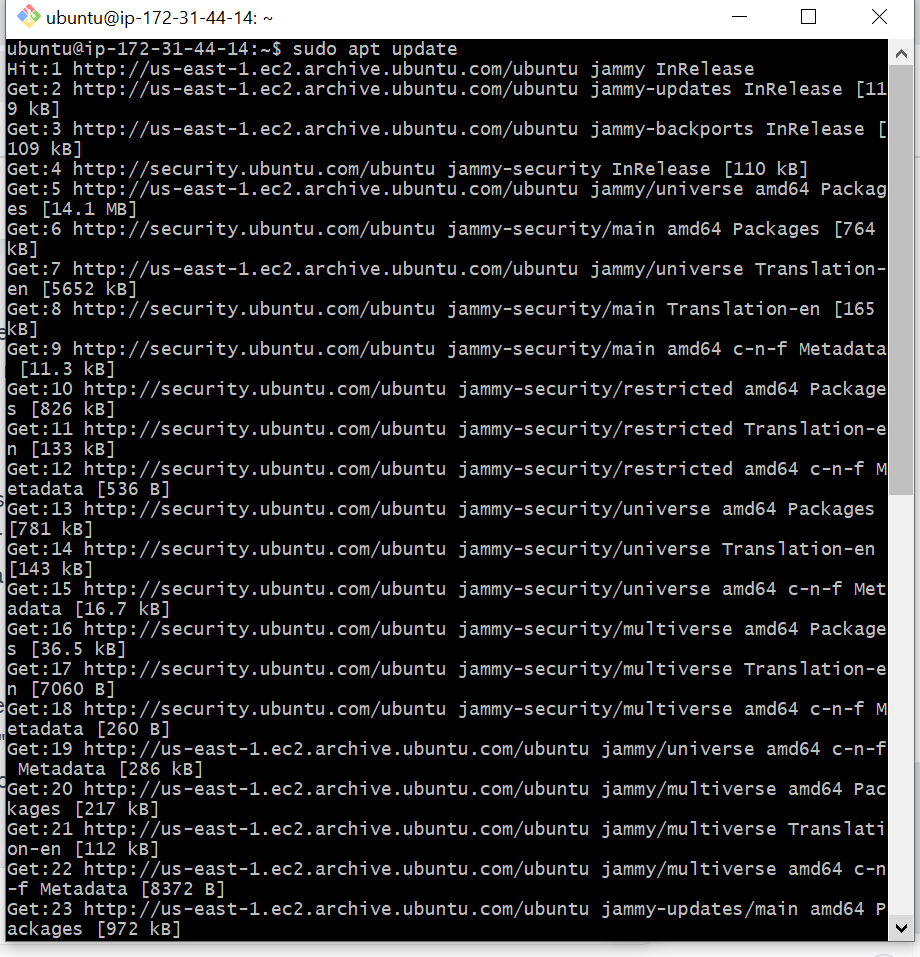 ubuntu@ip-172-31-44-14: ~
ubuntu@ip-172-31-44-14:~$ sudo apt update
Hit:1 http://us-east-1.ec2.archive.ubuntu.com/ubuntu jammy InRelease
Get:2 http://us-east-1.ec2.archive.ubuntu.com/ubuntu jammy-updates InRelease [11
9 kB]
Get:3 http://us-east-1.ec2.archive.ubuntu.com/ubuntu jammy-backports InRelease [
109 kB]
Get:4 http://security.ubuntu.com/ubuntu jammy-security InRelease [110 kB]
Get:5 http://us-east-1.ec2.archive.ubuntu.com/ubuntu jammy/universe amd64 Packag
es [14.1 MB]
Get:6 http://security.ubuntu.com/ubuntu jammy-security/main amd64 Packages [764
kB]
Get:7 http://us-east-1.ec2.archive.ubuntu.com/ubuntu jammy/universe Translation-
en [5652 kB]
Get:8 http://security.ubuntu.com/ubuntu jammy-security/main Translation-en [165
kB]
Get:9 http://security.ubuntu.com/ubuntu jammy-security/main amd64 c-n-f Metadata
 [11.3 kB]
Get:10 http://security.ubuntu.com/ubuntu jammy-security/restricted amd64 Package
s [826 kB]
Get:11 http://security.ubuntu.com/ubuntu jammy-security/restricted Translation-e
n [133 kB]
Get:12 http://security.ubuntu.com/ubuntu jammy-security/restricted amd64 c-n-f M
etadata [536 B]
Get:13 http://security.ubuntu.com/ubuntu jammy-security/universe amd64 Packages
[781 kB]
Get:14 http://security.ubuntu.com/ubuntu jammy-security/universe Translation-en
[143 kB]
Get:15 http://security.ubuntu.com/ubuntu jammy-security/universe amd64 c-n-f Met
adata [16.7 kB]
Get:16 http://security.ubuntu.com/ubuntu jammy-security/multiverse amd64 Package
s [36.5 kB]
Get:17 http://security.ubuntu.com/ubuntu jammy-security/multiverse Translation-e
n [7060 B]
Get:18 http://security.ubuntu.com/ubuntu jammy-security/multiverse amd64 c-n-f M
etadata [260 B]
Get:19 http://us-east-1.ec2.archive.ubuntu.com/ubuntu jammy/universe amd64 c-n-f
 Metadata [286 kB]
Get:20 http://us-east-1.ec2.archive.ubuntu.com/ubuntu jammy/multiverse amd64 Pac
kages [217 kB]
Get:21 http://us-east-1.ec2.archive.ubuntu.com/ubuntu jammy/multiverse Translati
on-en [112 kB]
Get:22 http://us-east-1.ec2.archive.ubuntu.com/ubuntu jammy/multiverse amd64 c-n
-f Metadata [8372 B]
Get:23 http://us-east-1.ec2.archive.ubuntu.com/ubuntu jammy-updates/main amd64 P
ackages [972 kB]